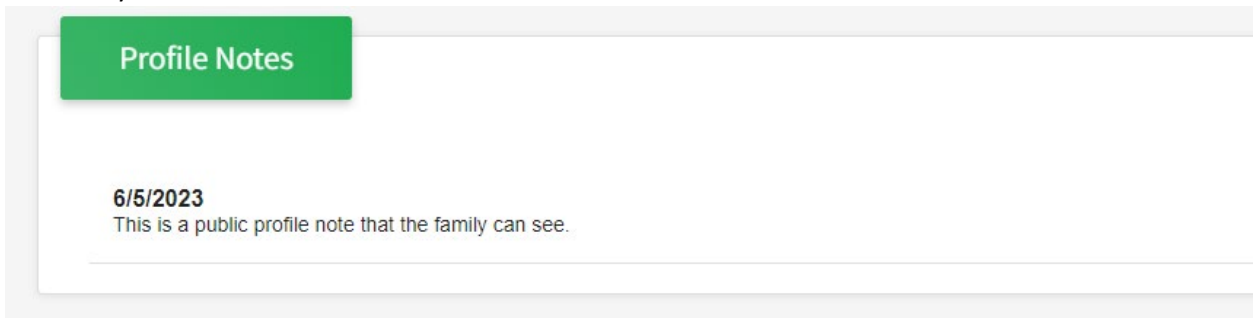 Profile Notes
6/5/2023
This is a public profile note that the family can see.